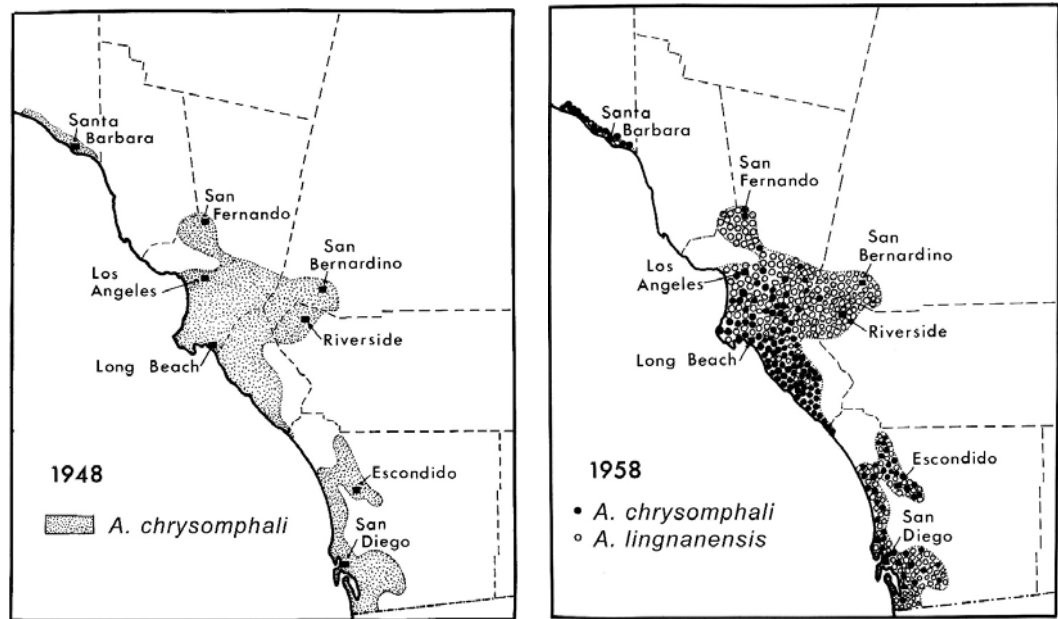 Santa
Barbara
San
Fernando
San
Bernardino
Los
Angeles
Riverside
Long Beach
1948
Escondido
A. chrysomphali
San
Diego
Santa
Barbara
San
Fernando
San
Bernardino
Los
Angeles
Riverside
Long Beach
1958
Escondido
A. chrysomphali
A. lingnanensis
San
Diego